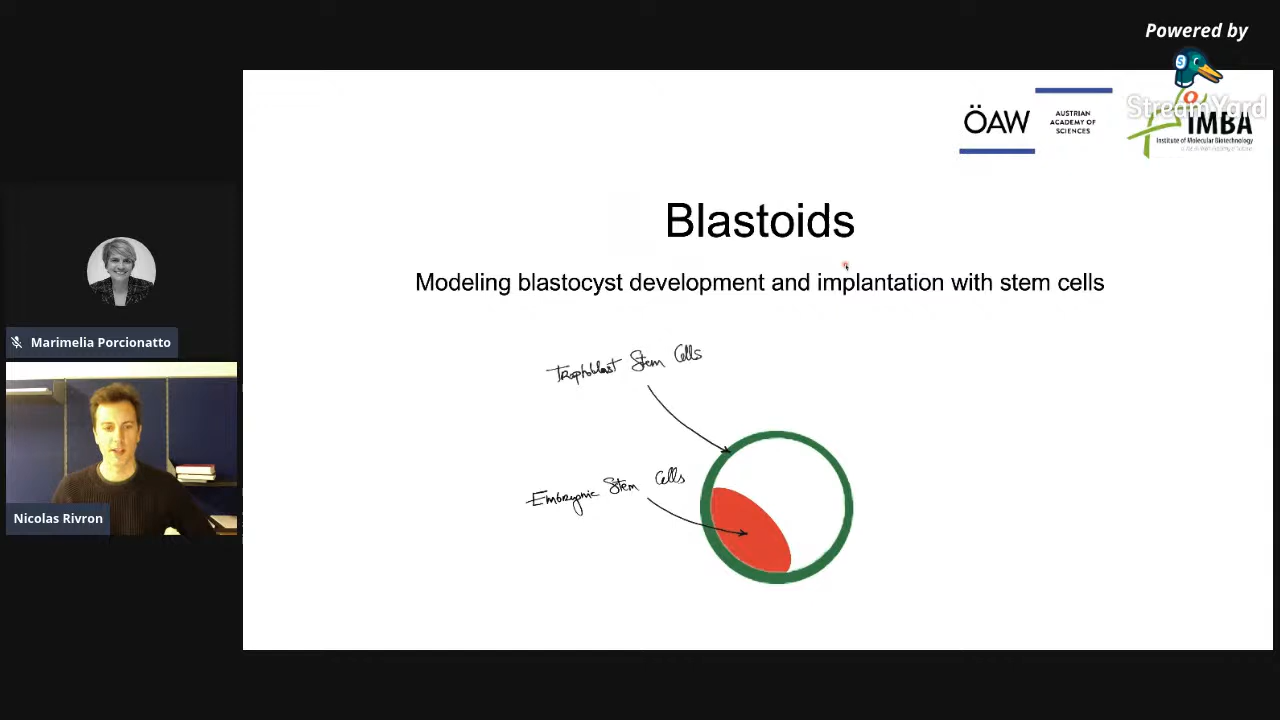 Powered by
StreamYard
ÖAW
AUSTRIAN
ACADEMY OF
SCIENCES
IMBA
Institute of Molecular Biotechnology
Blastoids
Modeling blastocyst development and implantation with stem cells
Trophoblast Stem Cells
Embryonic Stem Cells
Marimelia Porcionatto
Nicolas Rivron